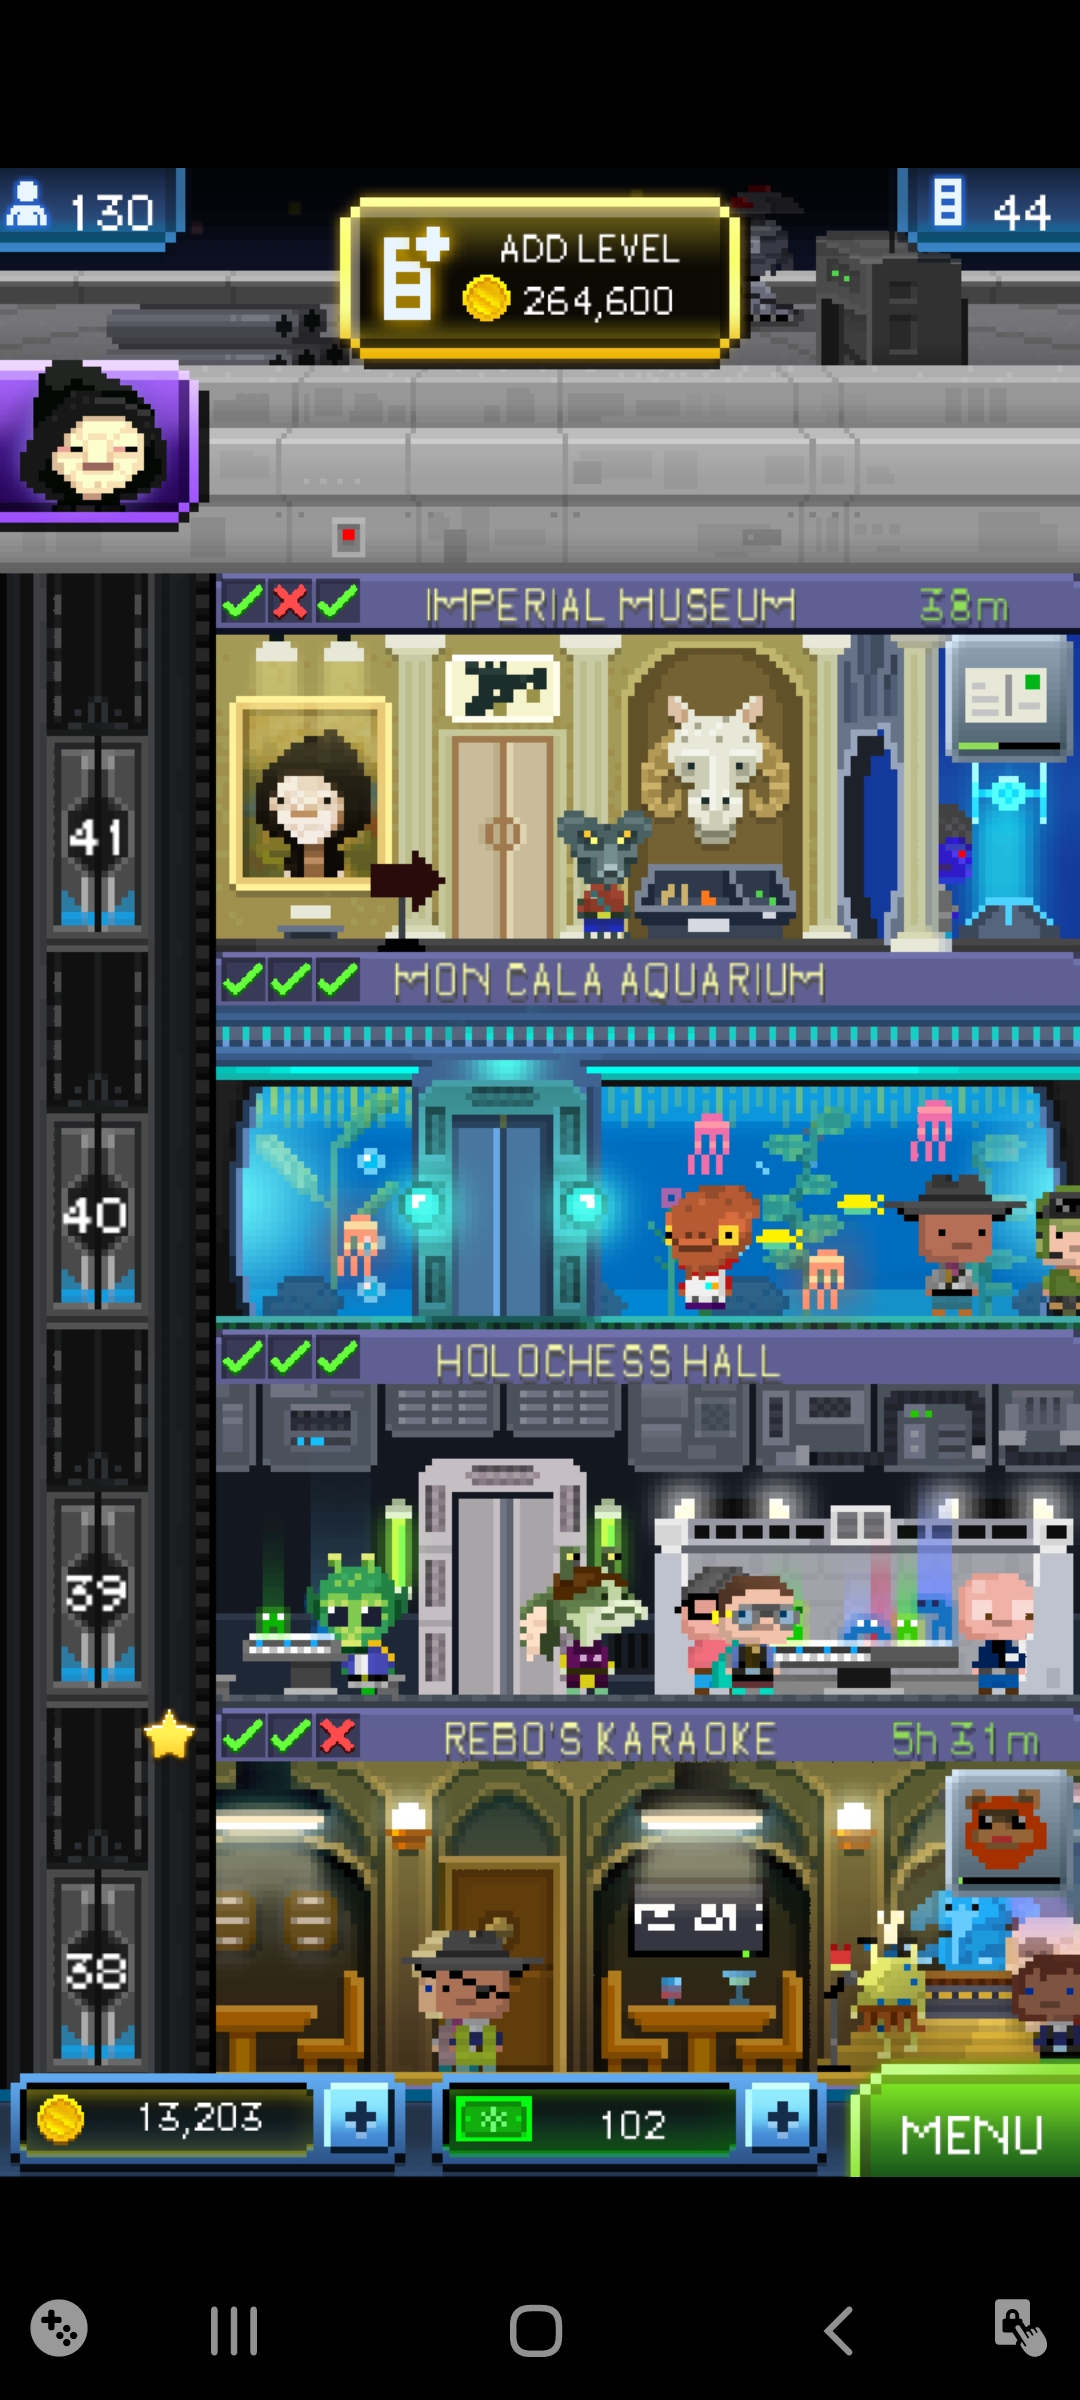 130
ADD LEVEL
264,600
44
IMPERIAL MUSEUM 38m
41
MON CALA AQUARIUM
40
HOLOCHESS HALL
39
REBO'S KARAOKE 5h 31m
38
13,203
102
MENU